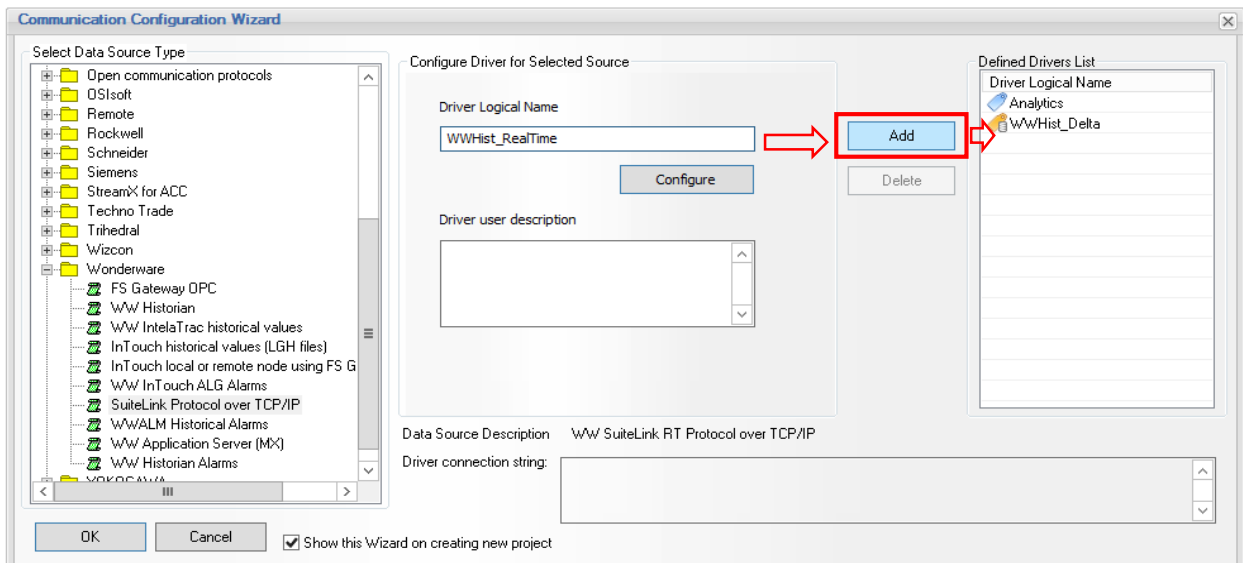 Communication Configuration Wizard
Select Data Source Type
Open communication protocols
OSIsoft
Remote
Rockwell
Schneider
Siemens
StreamX for ACC
Techno Trade
Trihedral
Wizcon
Wonderware
FS Gateway OPC
WW Historian
WW IntelaTrac historical values
InTouch historical values (LGH files)
InTouch local or remote node using FS G
WW InTouch ALG Alarms
SuiteLink Protocol over TCP/IP
WWALM Historical Alarms
WW Application Server (MX)
WW Historian Alarms
YOKOGAWA
Configure Driver for Selected Source
Driver Logical Name
WWHist_RealTime
Configure
Driver user description
Add
Delete
Defined Drivers List
Driver Logical Name
Analytics
WWHist_Delta
Data Source Description WW SuiteLink RT Protocol over TCP/IP
Driver connection string:
OK
Cancel
Show this Wizard on creating new project